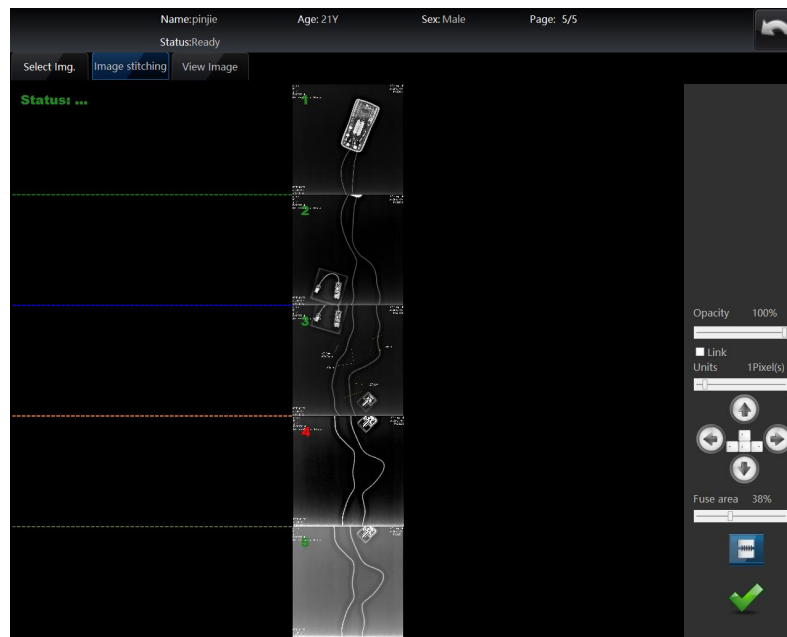 Name:pinjie Age: 21Y Sex: Male Page: 5/5
Status:Ready
Select Img. Image stitching View Image
Status: ...
1
2
3
4
5
Opacity 100%
Link
Units 1Pixel(s)
Fuse area 38%